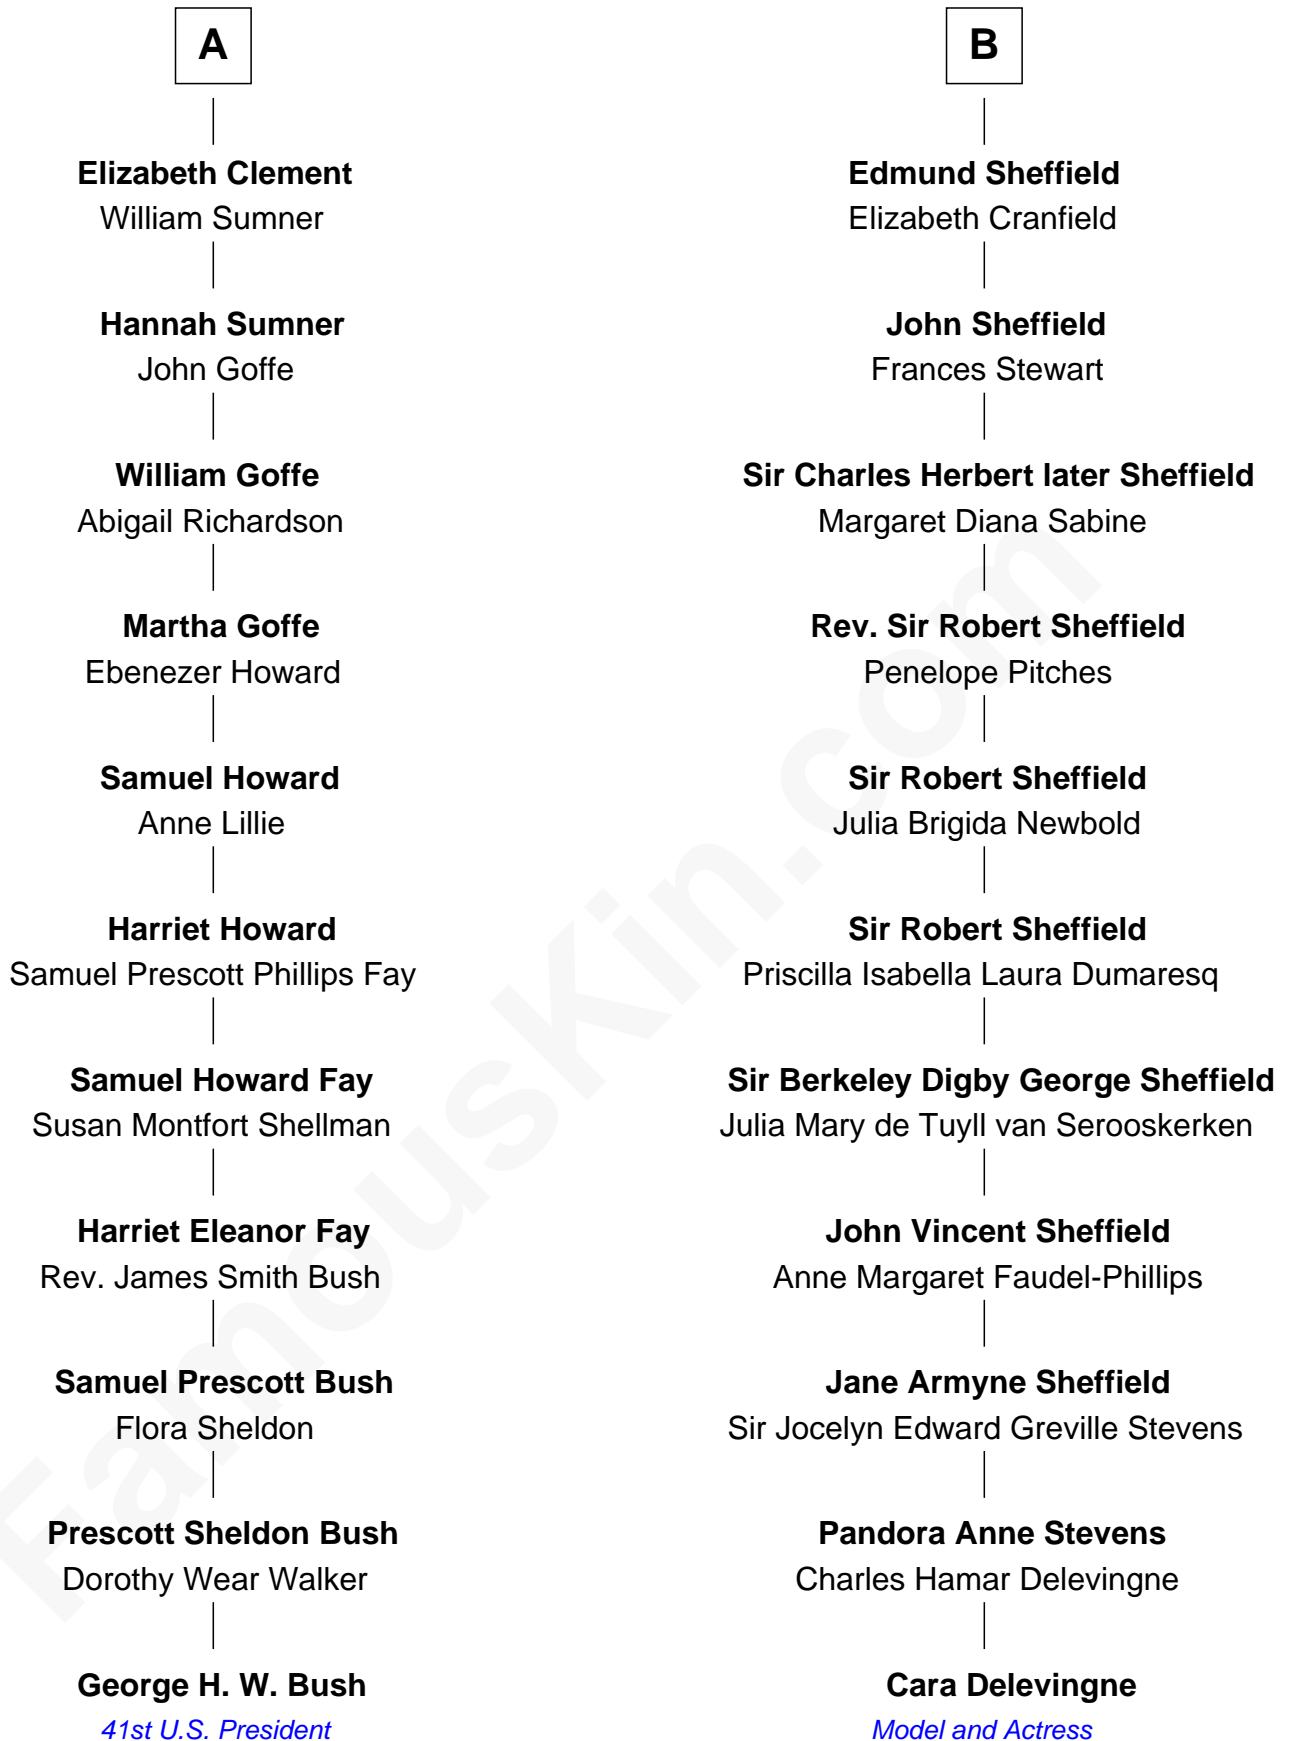 A
Elizabeth Clement
William Sumner
Hannah Sumner
John Goffe
William Goffe
Abigail Richardson
Martha Goffe
Ebenezer Howard
Samuel Howard
Anne Lillie
Harriet Howard
Samuel Prescott Phillips Fay
Samuel Howard Fay
Susan Montfort Shellman
Harriet Eleanor Fay
Rev. James Smith Bush
Samuel Prescott Bush
Flora Sheldon
Prescott Sheldon Bush
Dorothy Wear Walker
George H. W. Bush
41st U.S. President
B
Edmund Sheffield
Elizabeth Cranfield
John Sheffield
Frances Stewart
Sir Charles Herbert later Sheffield
Margaret Diana Sabine
Rev. Sir Robert Sheffield
Penelope Pitches
Sir Robert Sheffield
Julia Brigida Newbold
Sir Robert Sheffield
Priscilla Isabella Laura Dumaresq
Sir Berkeley Digby George Sheffield
Julia Mary de Tuyll van Serooskerken
John Vincent Sheffield
Anne Margaret Faudel-Phillips
Jane Armyne Sheffield
Sir Jocelyn Edward Greville Stevens
Pandora Anne Stevens
Charles Hamar Delevingne
Cara Delevingne
Model and Actress
FamousKin.com